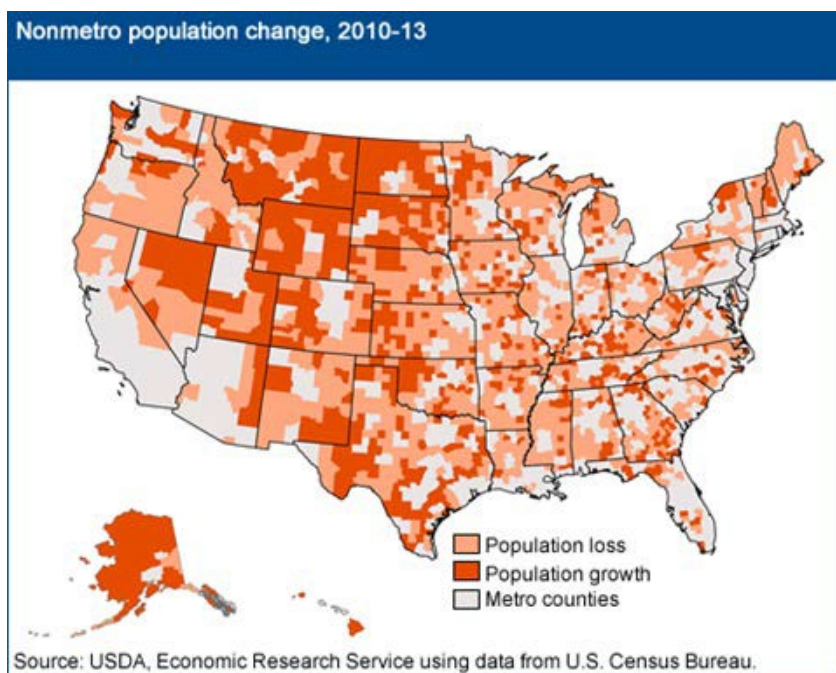 Nonmetro population change, 2010-13
Population loss
Population growth
Metro counties
Source: USDA, Economic Research Service using data from U.S. Census Bureau.